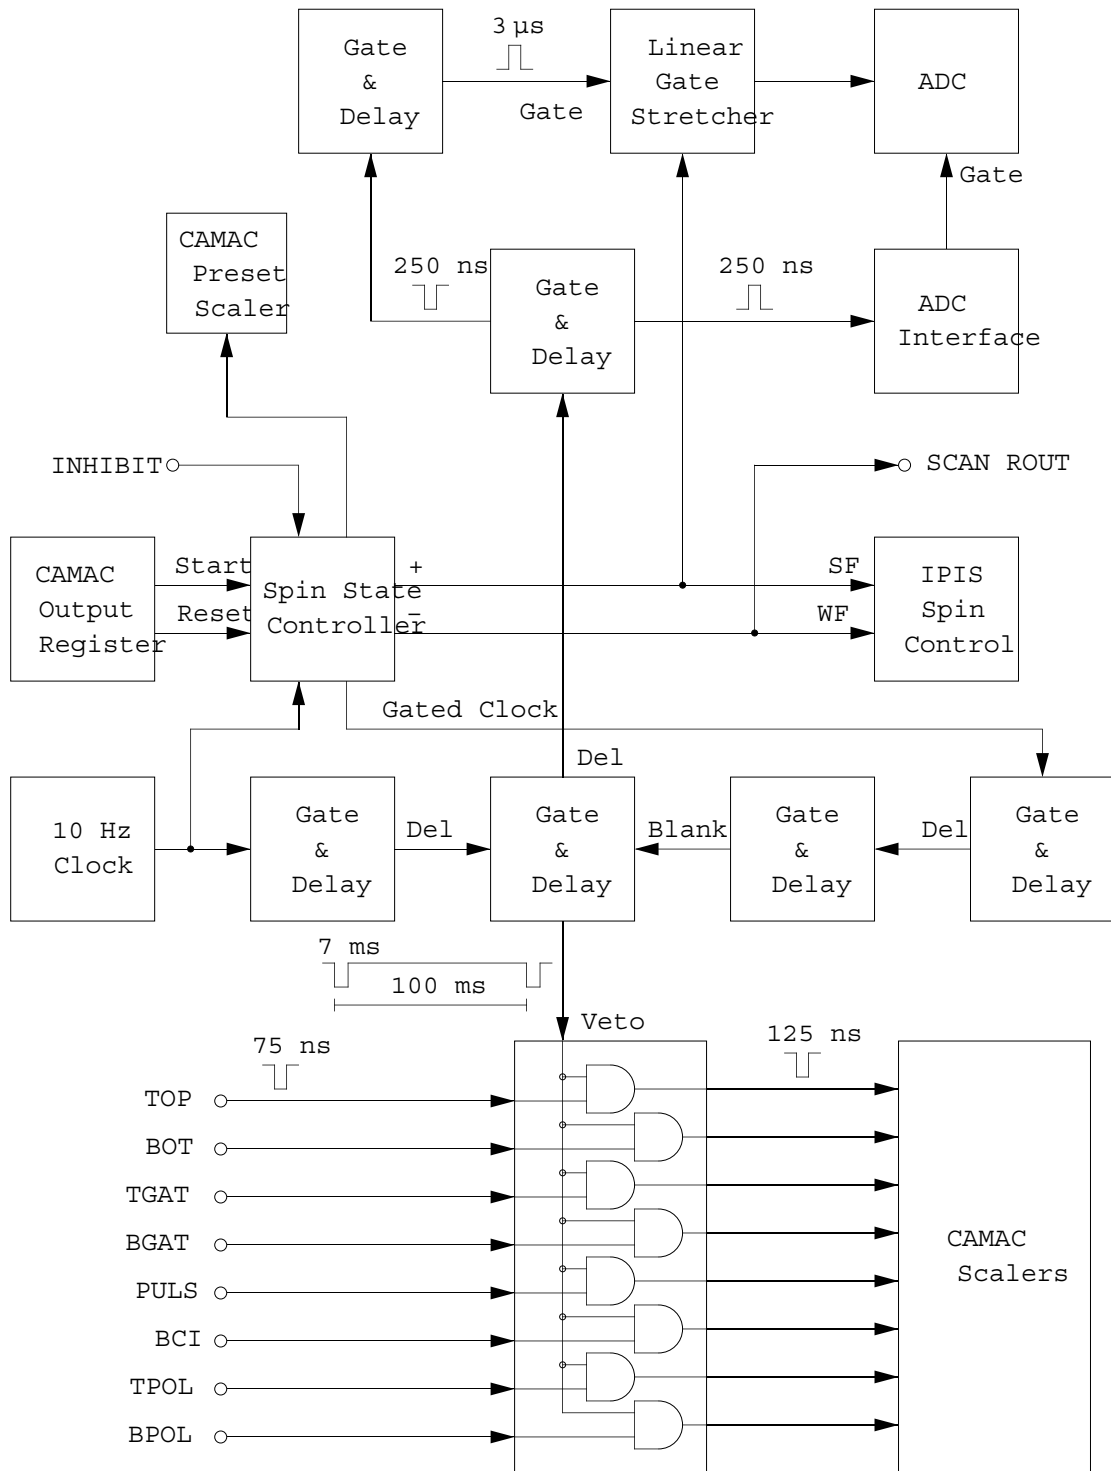 3 μs
Gate
&
Delay
Gate
Linear
Gate
Stretcher
ADC
Gate
CAMAC
Preset
Scaler
250 ns
Gate
&
Delay
250 ns
ADC
Interface
INHIBIT
SCAN ROUT
CAMAC
Output
Register
Start
Reset
Spin State
Controller
+
−
SF
WF
IPIS
Spin
Control
Gated Clock
Del
10 Hz
Clock
Gate
&
Delay
Del
Gate
&
Delay
Blank
Gate
&
Delay
Del
Gate
&
Delay
7 ms
100 ms
Veto
75 ns
125 ns
TOP
BOT
TGAT
BGAT
PULS
BCI
TPOL
BPOL
CAMAC
Scalers